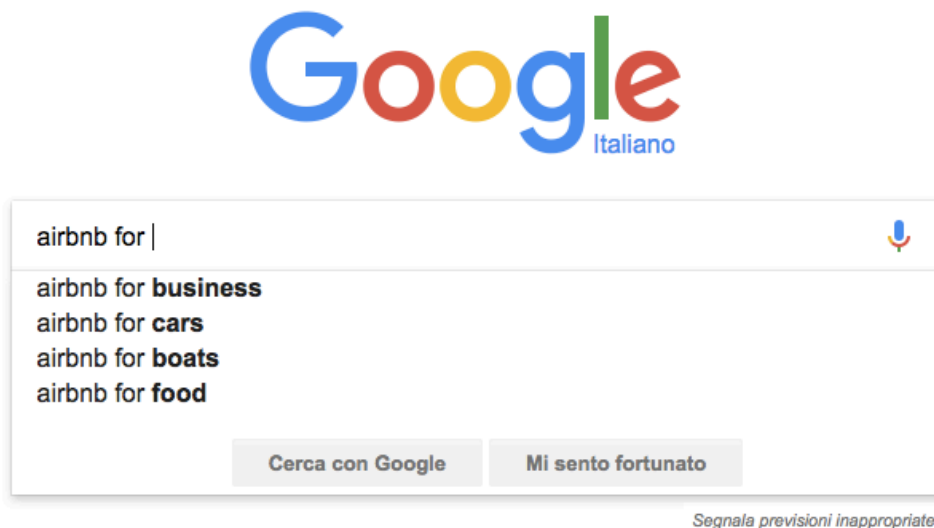 Google
Italiano
airbnb for
airbnb for business
airbnb for cars
airbnb for boats
airbnb for food
Cerca con Google Mi sento fortunato
Segnala previsioni inappropriate